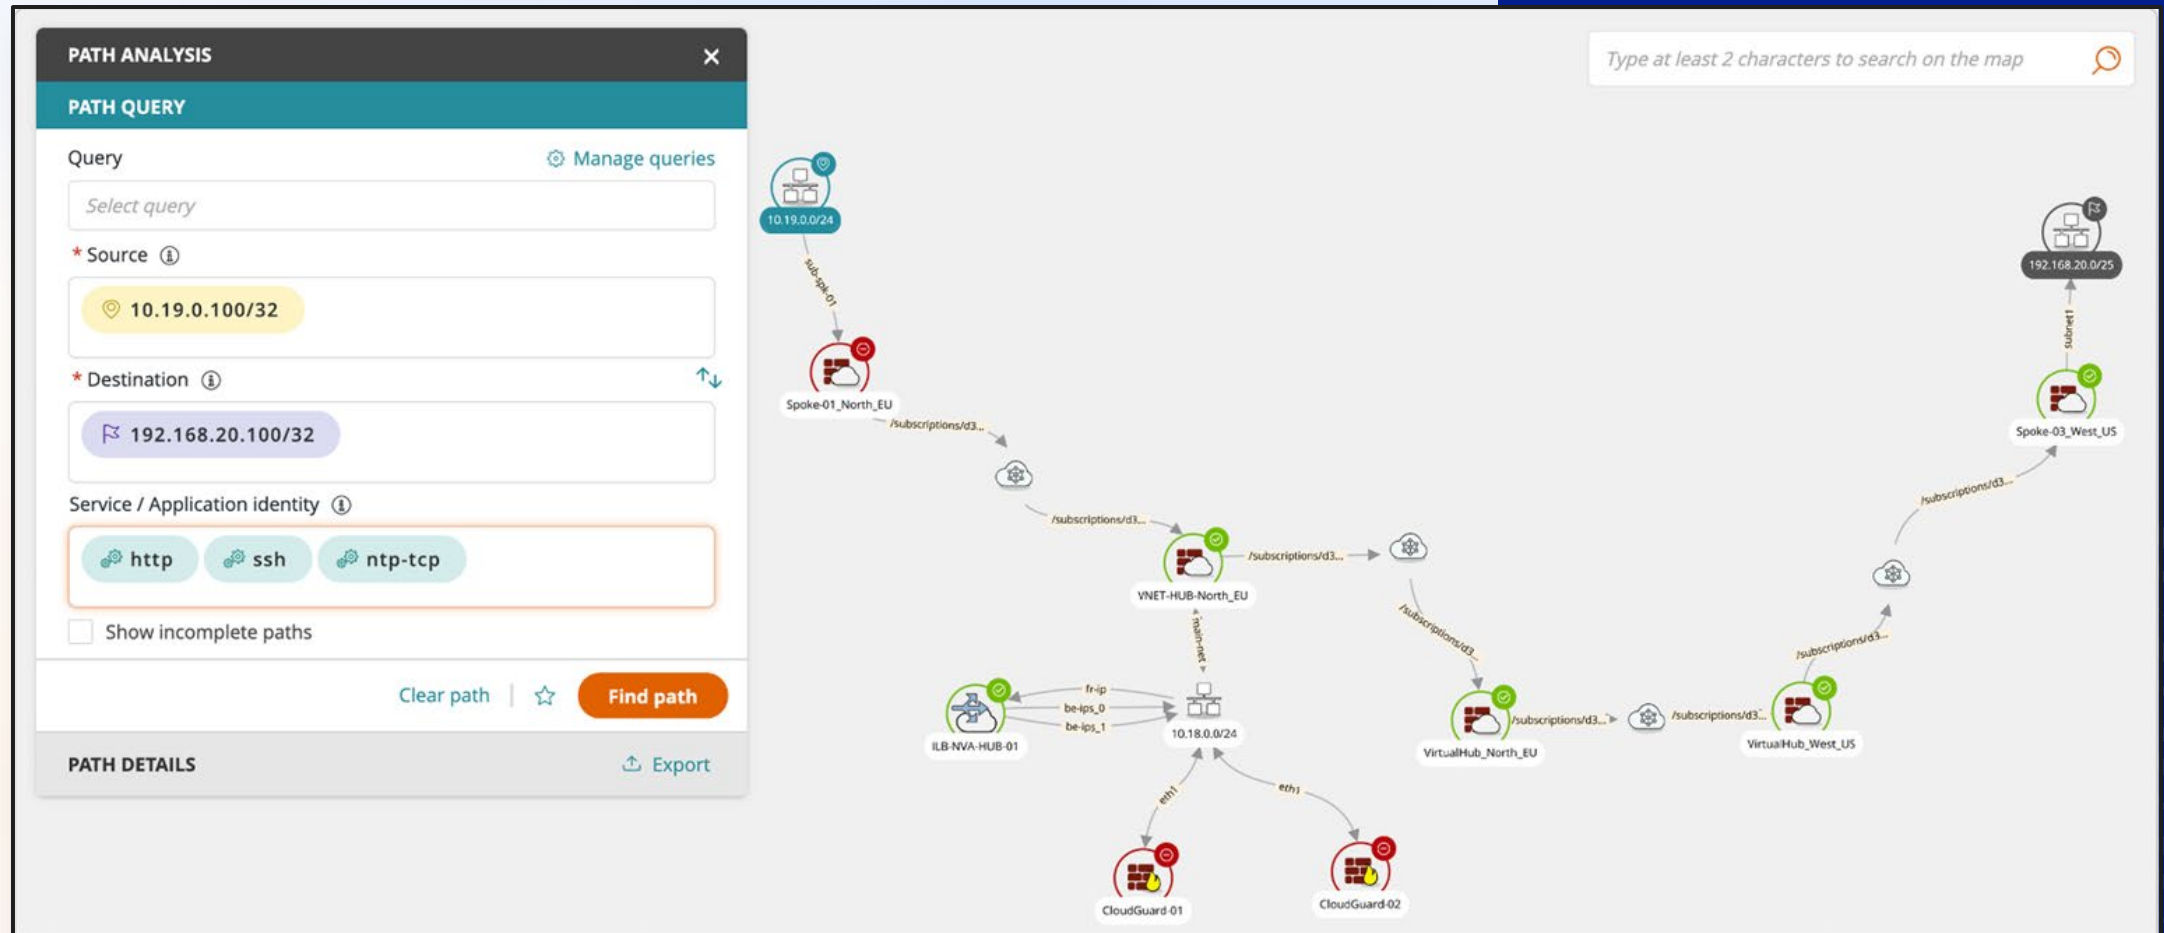 PATH ANALYSIS
PATH QUERY
Query
Manage queries
Select query
* Source
10.19.0.100/32
* Destination
192.168.20.100/32
Service / Application identity
http
ssh
ntp-tcp
Show incomplete paths
Clear path
Find path
PATH DETAILS
Export
Type at least 2 characters to search on the map
10.19.0.0/24
sub-spk-01
Spoke-01_North_EU
/subscriptions/d3...
/subscriptions/d3...
VNET-HUB-North_EU
/subscriptions/d3...
main-net
fr-ip
be-ips_0
be-ips_1
ILB-NVA-HUB-01
10.18.0.0/24
eth1
eth1
CloudGuard-01
CloudGuard-02
/subscriptions/d3...
VirtualHub_North_EU
/subscriptions/d3...
/subscriptions/d3...
VirtualHub_West_US
/subscriptions/d3...
/subscriptions/d3...
Spoke-03_West_US
subnet1
192.168.20.0/25